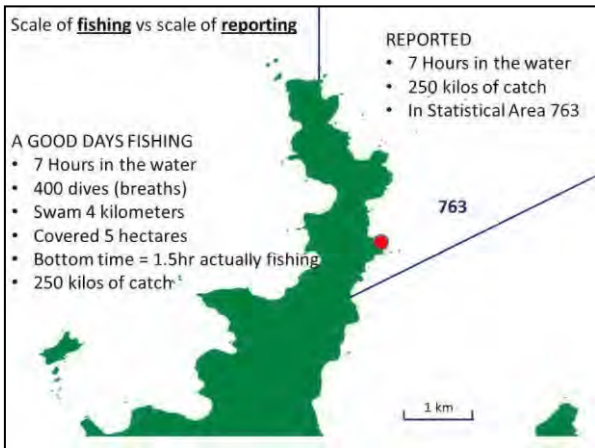 Scale of fishing vs scale of reporting
REPORTED
• 7 Hours in the water
• 250 kilos of catch
• In Statistical Area 763
A GOOD DAYS FISHING
• 7 Hours in the water
• 400 dives (breaths)
• Swam 4 kilometers
• Covered 5 hectares
• Bottom time = 1.5hr actually fishing
• 250 kilos of catch
763
1 km